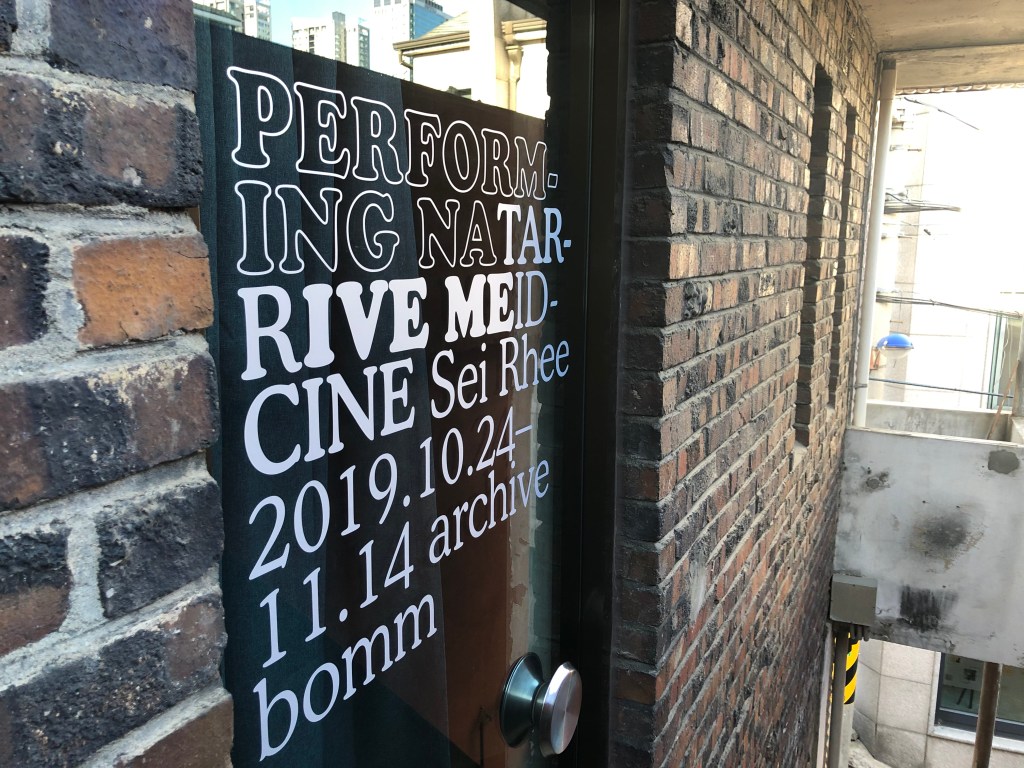 PERFORM-
ING NATAR-
RIVE MEID-
CINE Sei Rhee
2019.10.24–
11.14 archive
bomm